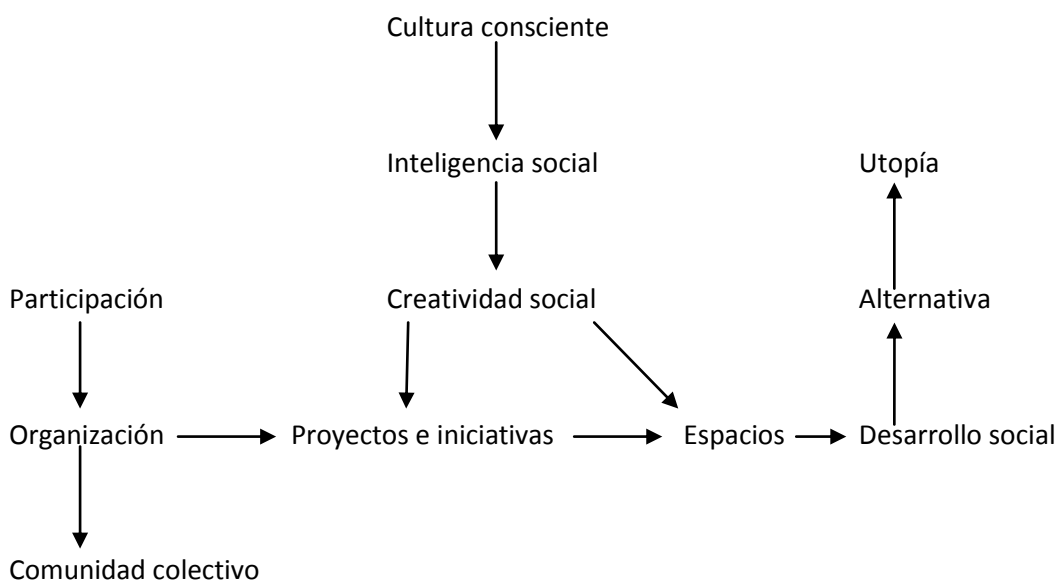 Cultura consciente
Inteligencia social
Utopía
Participación
Creatividad social
Alternativa
Organización
Proyectos e iniciativas
Espacios
Desarrollo social
Comunidad colectivo